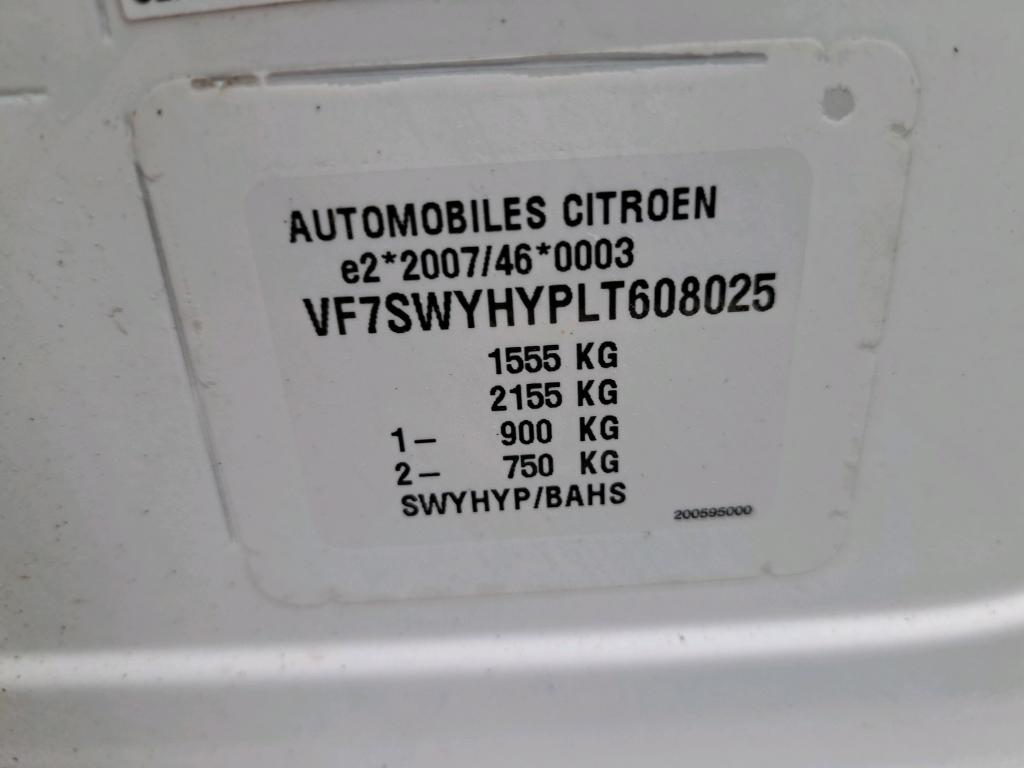 AUTOMOBILES CITROEN
e2*2007/46*0003
VF7SWYHYPLT608025
1555 KG
2155 KG
1– 900 KG
2– 750 KG
SWYHYP/BAHS
200595000